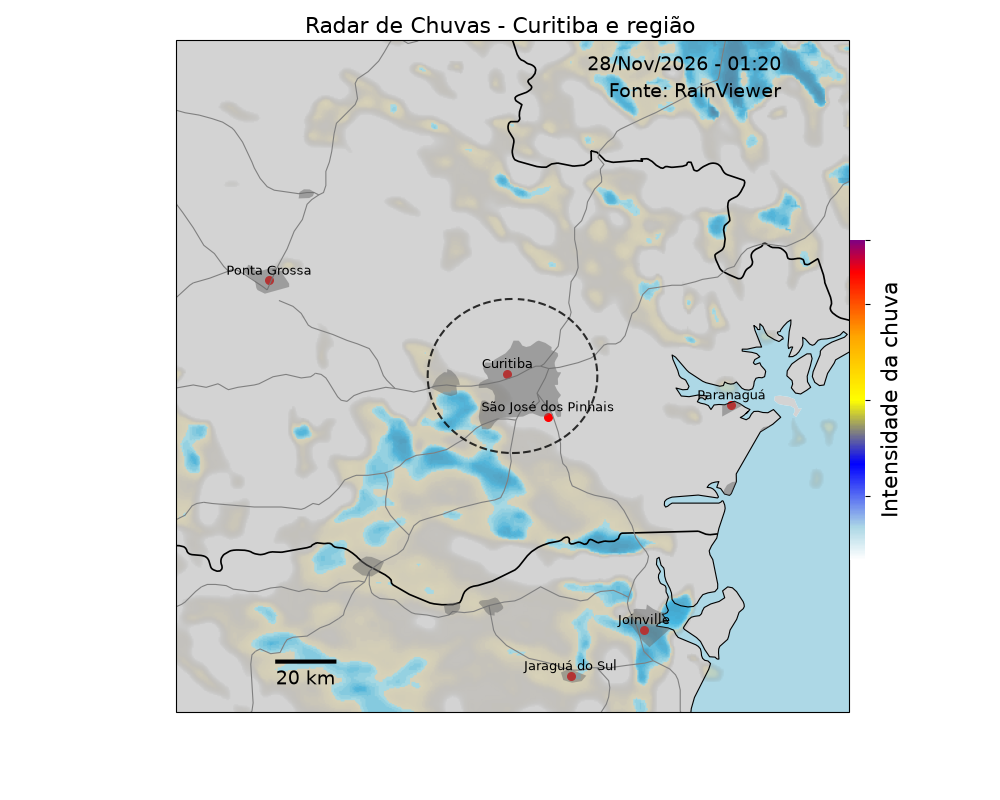 Radar de Chuvas - Curitiba e região
28/Nov/2026 - 01:20
Fonte: RainViewer
Ponta Grossa
Curitiba
Paranaguá
São José dos Pinhais
Intensidade da chuva
Joinville
Jaraguá do Sul
20 km